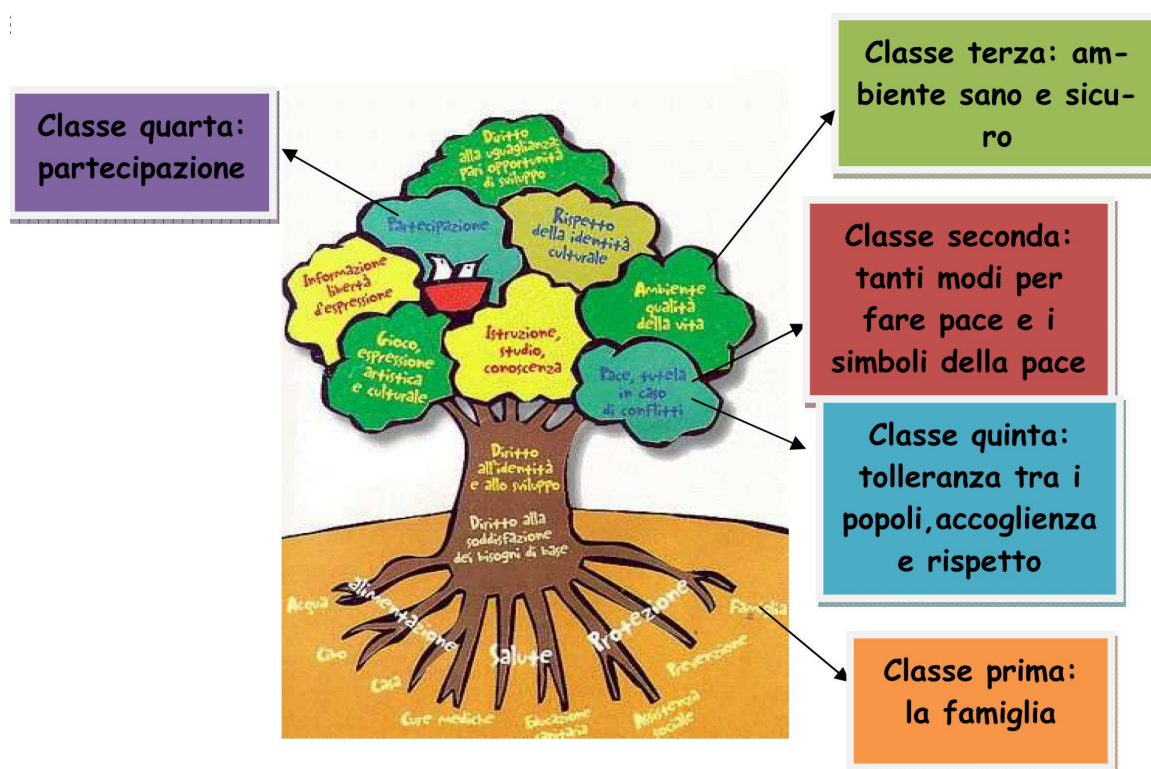 Classe terza: am-
biente sano e sicu-
ro
Classe quarta:
partecipazione
Diritto
alla uguaglianza:
pari opportunità
di sviluppo
Partecipazione
Rispetto
della identità
culturale
Classe seconda:
tanti modi per
fare pace e i
simboli della pace
Informazione
libertà
d'espressione
Ambiente
qualità
della vita
Gioco,
espressione
artistica
e culturale
Istruzione,
studio,
conoscenza
Pace, tutela
in caso
di conflitti
Classe quinta:
tolleranza tra i
popoli,accoglienza
e rispetto
Diritto
all'identità
e allo sviluppo
Diritto alla
soddisfazione
dei bisogni di base
Acqua
alimentazione
Salute
Protezione
Famiglia
Cibo
Casa
Cure mediche
Educazione
sanitaria
Assistenza
sociale
Prevenzione
Classe prima:
la famiglia